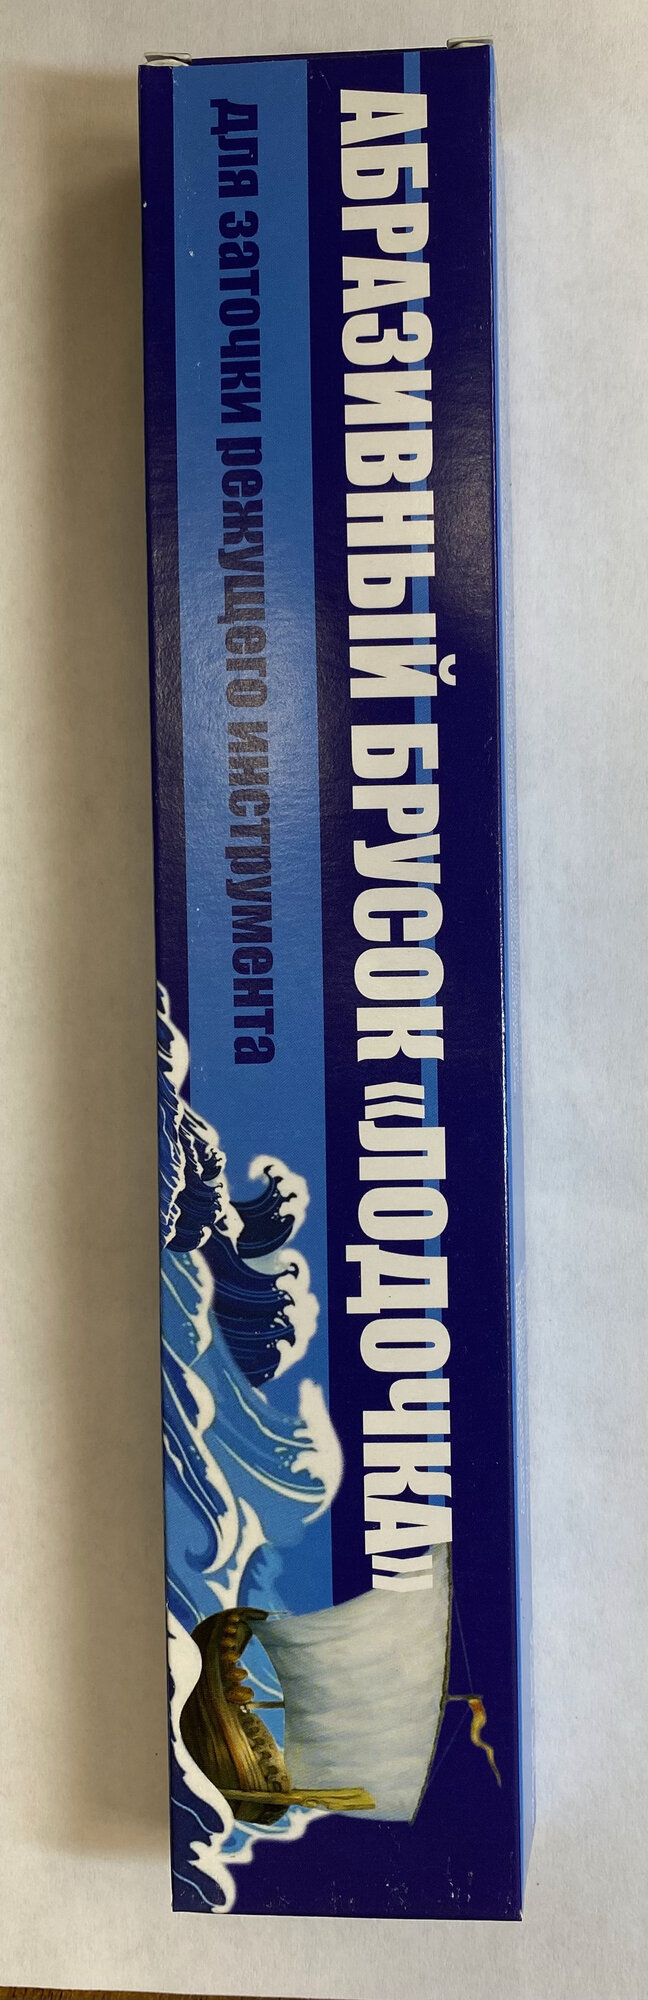 АБРАЗИВНЫЙ БРУСОК «ЛОДОЧКА»
для заточки режущего инструмента